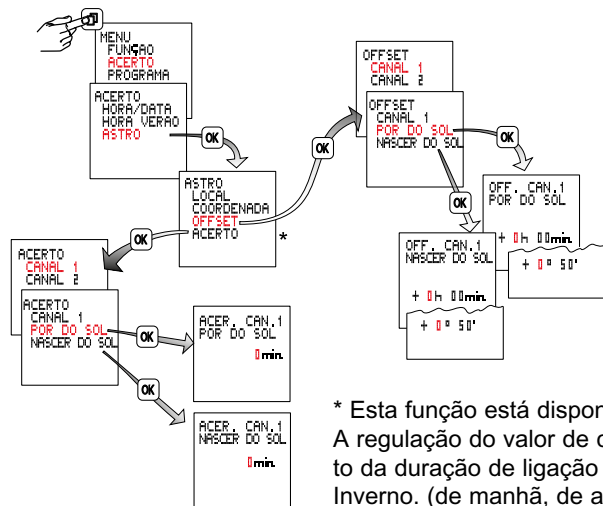 MENU
FUNÇAO
ACERTO
PROGRAMA
ACERTO
HORA/DATA
HORA VERAO
ASTRO
OK
ASTRO
LOCAL
COORDENADA
OFFSET
ACERTO
*
OK
OFFSET
CANAL 1
CANAL 2
OFFSET
CANAL 1
POR DO SOL
NASCER DO SOL
OK
OK
OFF. CAN.1
POR DO SOL
+ 0h 00min.
+ 0° 50'
OFF. CAN.1
NASCER DO SOL
+ 0h 00min.
+ 0° 50'
OK
ACERTO
CANAL 1
CANAL 2
ACERTO
CANAL 1
POR DO SOL
NASCER DO SOL
OK
ACER. CAN.1
POR DO SOL
0min.
OK
ACER. CAN.1
NASCER DO SOL
0min.
* Esta função está dispon
A regulação do valor de
to da duração de ligação
Inverno. (de manhã, de a